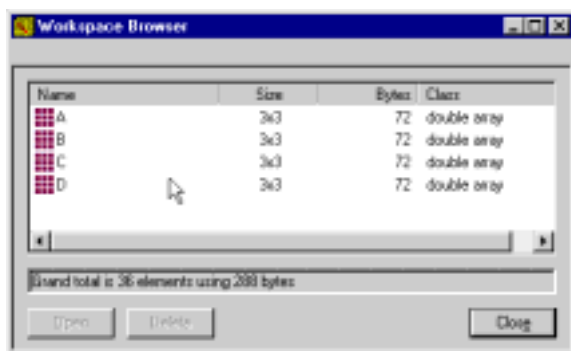 Workspace Browser
Name Size Bytes Class
A 3x3 72 double array
B 3x3 72 double array
C 3x3 72 double array
D 3x3 72 double array
Grand total is 36 elements using 288 bytes
Open Delete Close